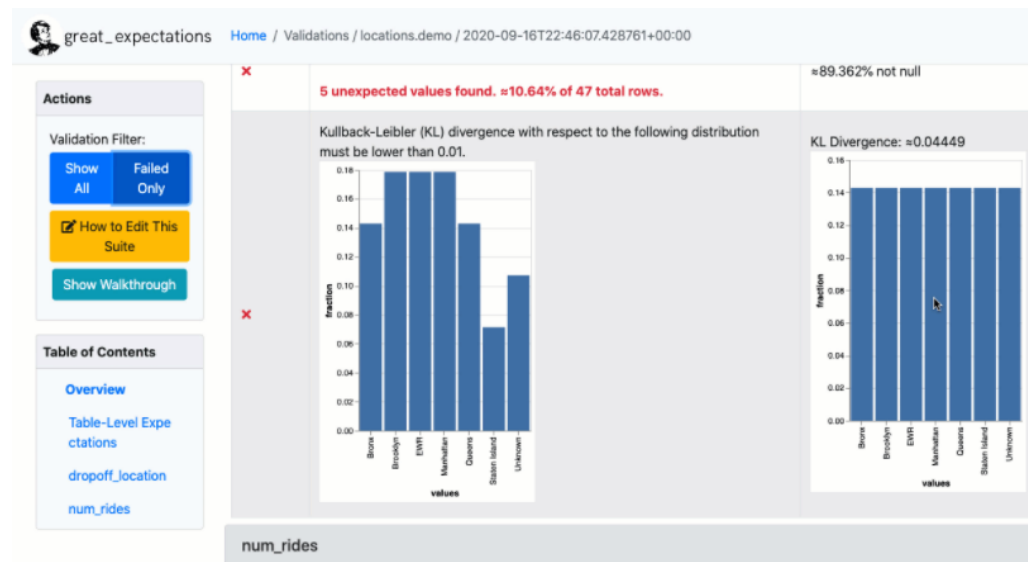 great_expectations Home / Validations / locations.demo / 2020-09-16T22:46:07.428761+00:00
Actions
Validation Filter:
Show All
Failed Only
How to Edit This
Suite
Show Walkthrough
Table of Contents
Overview
Table-Level Expe
ctations
dropoff_location
num_rides
≈89.362% not null
5 unexpected values found. ≈10.64% of 47 total rows.
Kullback-Leibler (KL) divergence with respect to the following distribution
must be lower than 0.01.
0.18
0.16
0.14
0.12
0.10
0.08
0.06
0.04
0.02
0.00
fraction
Bronx
Brooklyn
EWR
Manhattan
Queens
Staten Island
Unknown
values
KL Divergence: ≈0.04449
0.16
0.14
0.12
0.10
0.08
0.06
0.04
0.02
0.00
fraction
Bronx
Brooklyn
EWR
Manhattan
Queens
Staten Island
Unknown
values
num_rides